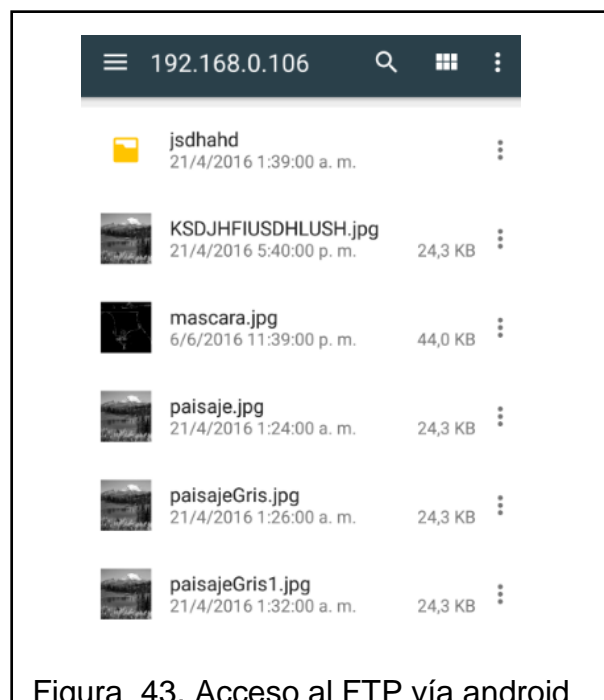 192.168.0.106
jsdhahd
21/4/2016 1:39:00 a. m.
KSDJHFIUSDHLUSH.jpg
21/4/2016 5:40:00 p. m. 24,3 KB
mascara.jpg
6/6/2016 11:39:00 p. m. 44,0 KB
paisaje.jpg
21/4/2016 1:24:00 a. m. 24,3 KB
paisajeGris.jpg
21/4/2016 1:26:00 a. m. 24,3 KB
paisajeGris1.jpg
21/4/2016 1:32:00 a. m. 24,3 KB
Figura 43. Acceso al FTP vía android